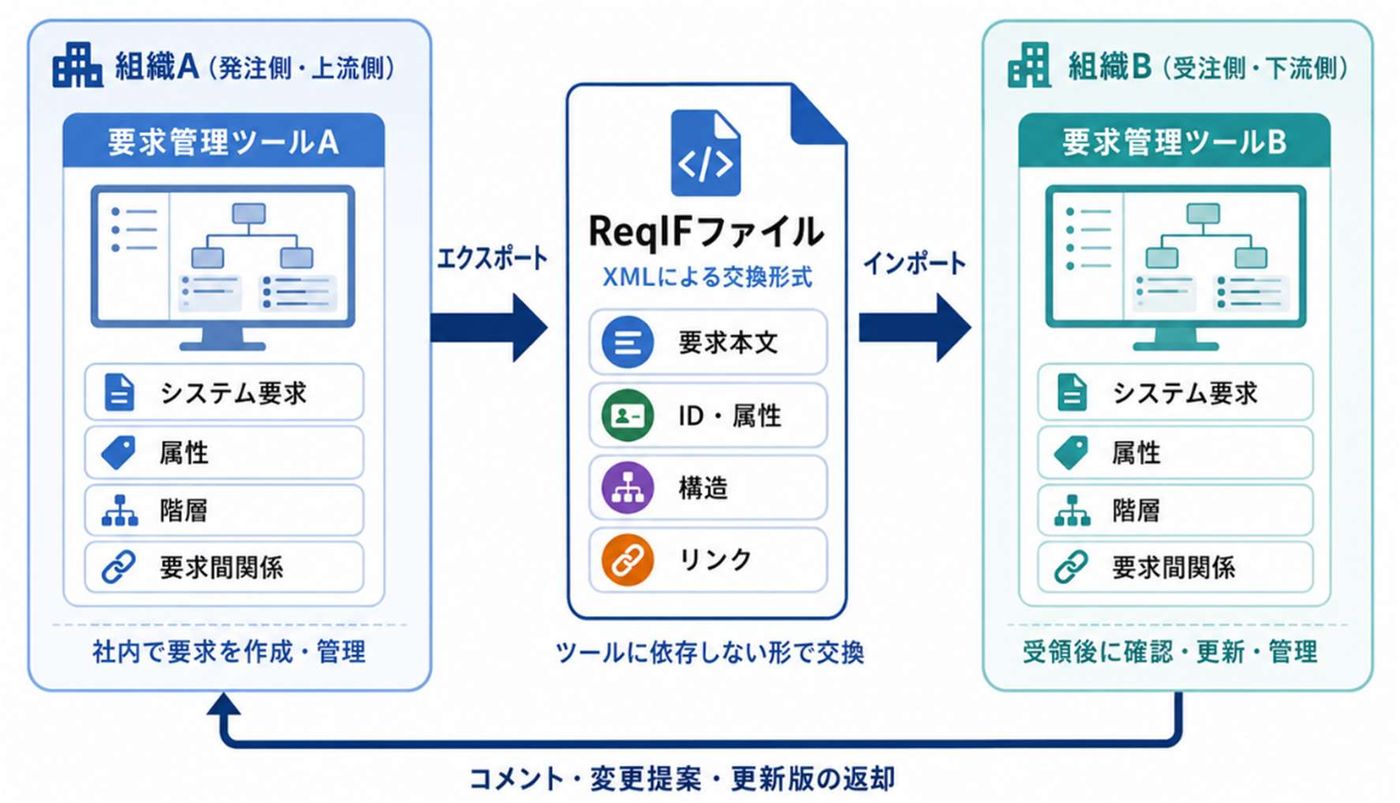 組織A（発注側・上流側）
要求管理ツールA
システム要求
属性
階層
要求間関係
社内で要求を作成・管理
エクスポート
</>
ReqIFファイル
XMLによる交換形式
要求本文
ID・属性
構造
リンク
ツールに依存しない形で交換
インポート
組織B（受注側・下流側）
要求管理ツールB
システム要求
属性
階層
要求間関係
受領後に確認・更新・管理
コメント・変更提案・更新版の返却